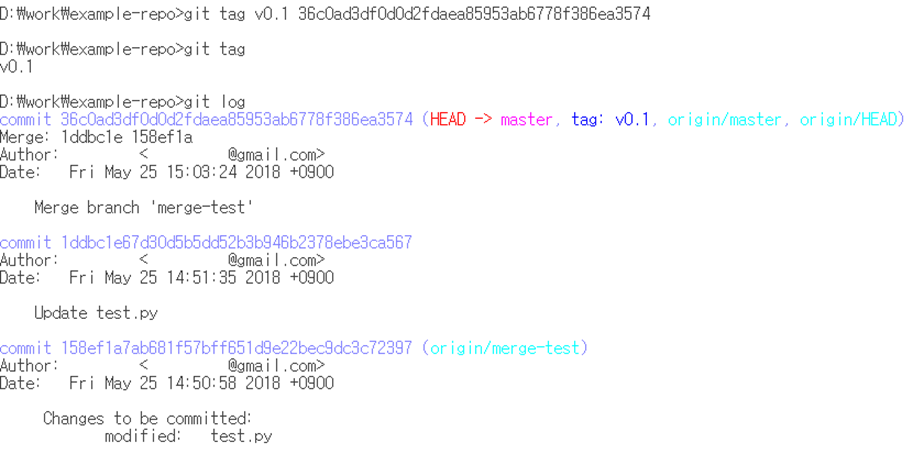 D:₩work₩example-repo>git tag v0.1 36c0ad3df0d0d2fdaea85953ab6778f386ea3574
D:₩work₩example-repo>git tag
v0.1
D:₩work₩example-repo>git log
commit 36c0ad3df0d0d2fdaea85953ab6778f386ea3574 (HEAD -> master, tag: v0.1, origin/master, origin/HEAD)
Merge: 1ddbc1e 158ef1a
Author: < @gmail.com>
Date: Fri May 25 15:03:24 2018 +0900
Merge branch 'merge-test'
commit 1ddbc1e67d30d5b5dd52b3b946b2378ebe3ca567
Author: < @gmail.com>
Date: Fri May 25 14:51:35 2018 +0900
Update test.py
commit 158ef1a7ab681f57bff651d9e22bec9dc3c72397 (origin/merge-test)
Author: < @gmail.com>
Date: Fri May 25 14:50:58 2018 +0900
Changes to be committed:
modified: test.py